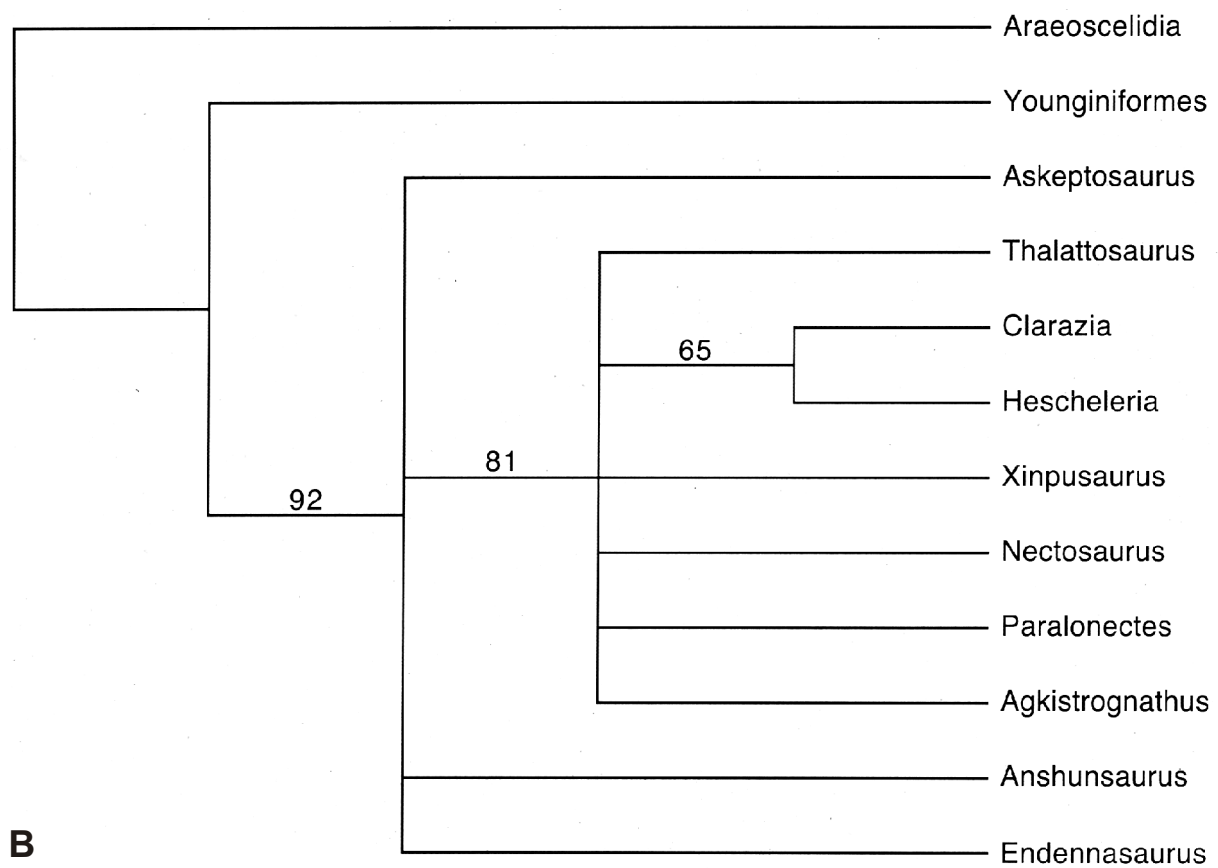 Araeoscelidia
Younginiformes
Askeptosaurus
Thalattosaurus
Clarazia
65
Hescheleria
81
Xinpusaurus
92
Nectosaurus
Paralonectes
Agkistrognathus
Anshunsaurus
B
Endennasaurus